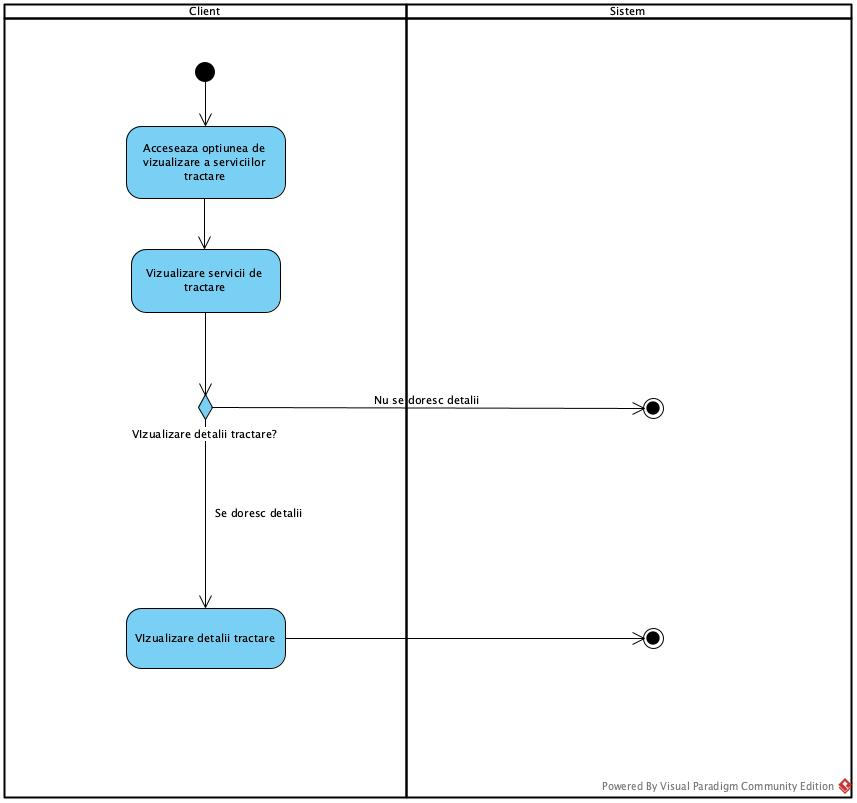 Client
Sistem
Acceseaza optiunea de
vizualizare a serviciilor
tractare
Vizualizare servicii de
tractare
Nu se doresc detalii
VIzualizare detalii tractare?
Se doresc detalii
VIzualizare detalii tractare
Powered By Visual Paradigm Community Edition